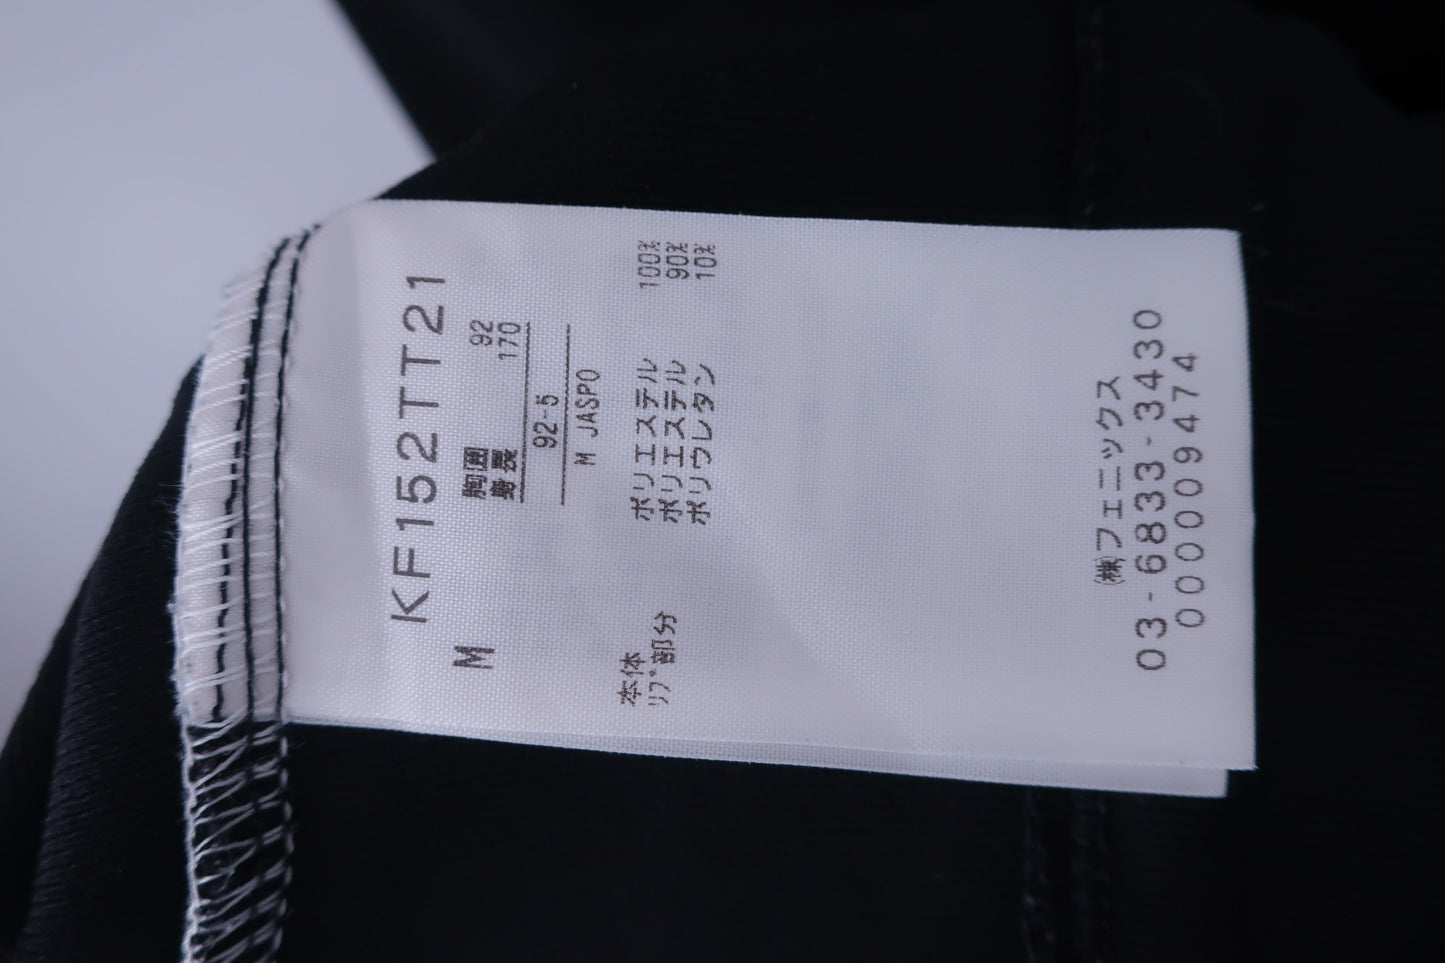 KF152TT21
M
胸囲 92
身長 170
92-5
M JASPO
本体 ポリエステル 100%
リブ部分 ポリエステル 90%
ポリウレタン 10%
㈱フェニックス
03-6833-3430
00009474